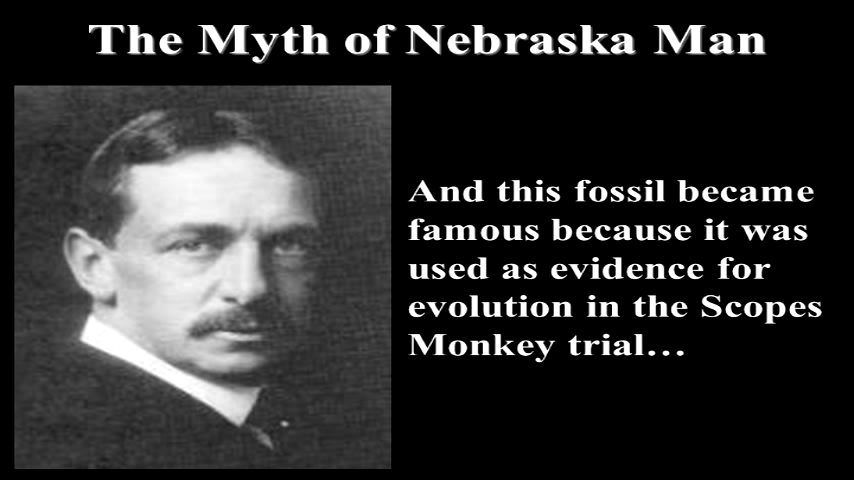 The Myth of Nebraska Man
And this fossil became
famous because it was
used as evidence for
evolution in the Scopes
Monkey trial…